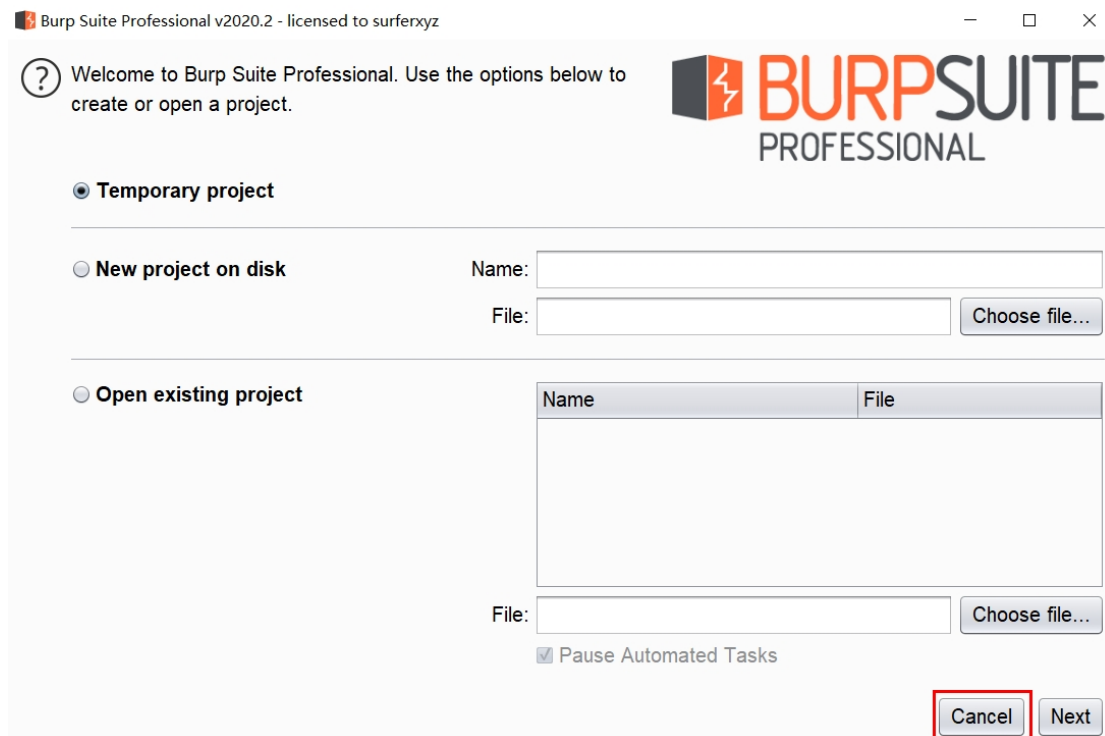 Burp Suite Professional v2020.2 - licensed to surferxyz
Welcome to Burp Suite Professional. Use the options below to
create or open a project.
BURPSUITE
PROFESSIONAL
Temporary project
New project on disk
Name:
File:
Choose file...
Open existing project
Name File
File:
Choose file...
Pause Automated Tasks
Cancel Next